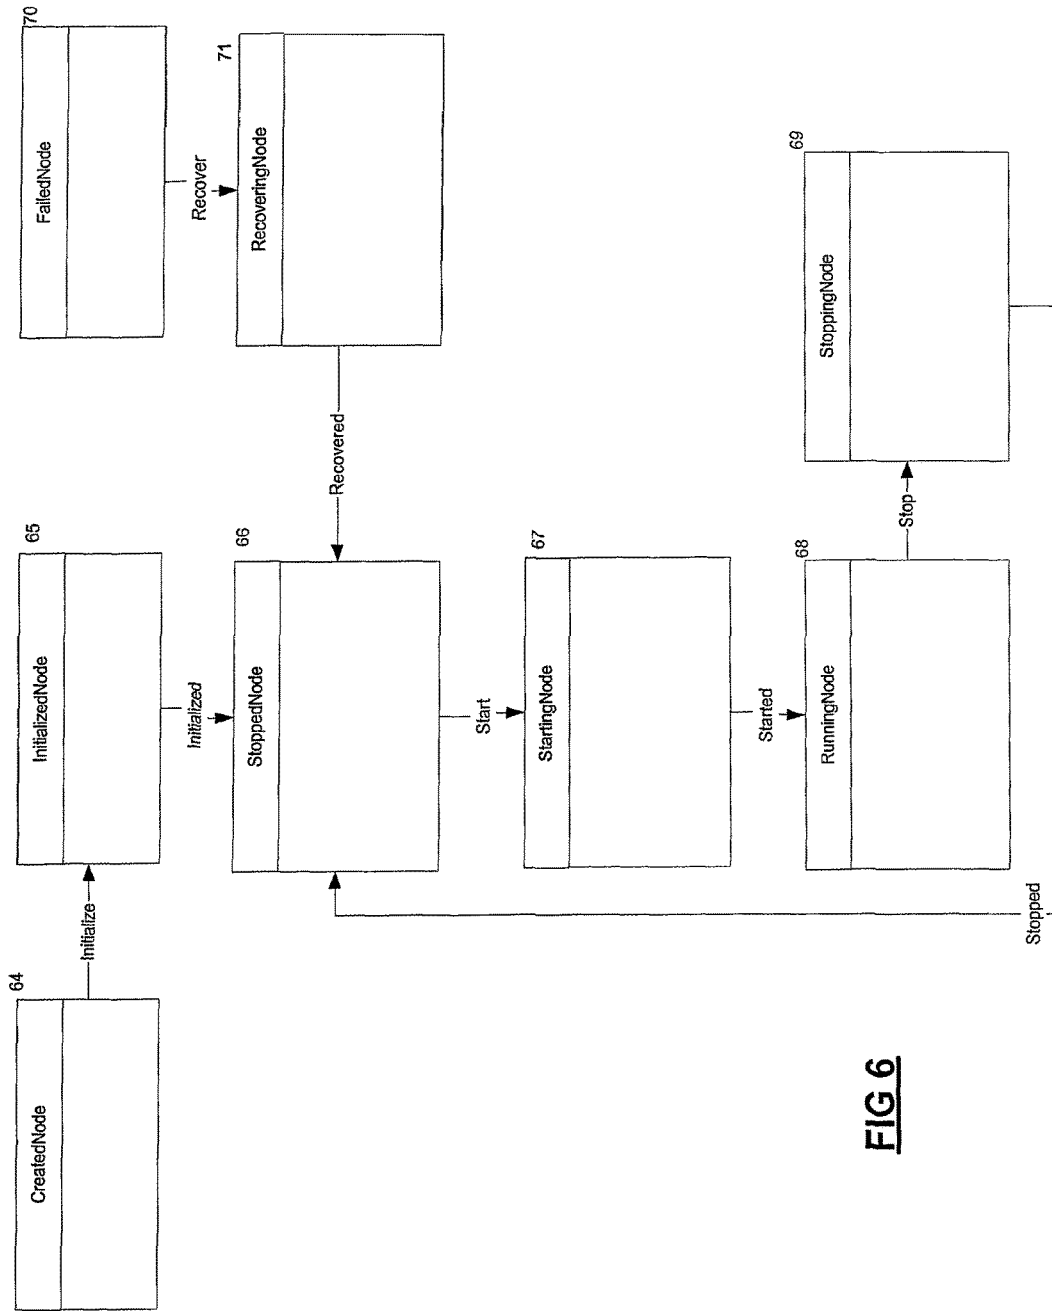 64
CreatedNode
Initialize
65
InitializedNode
Initialized
66
StoppedNode
Start
67
StartingNode
Started
68
RunningNode
Stop
69
StoppingNode
Stopped
70
FailedNode
Recover
71
RecoveringNode
Recovered
FIG 6